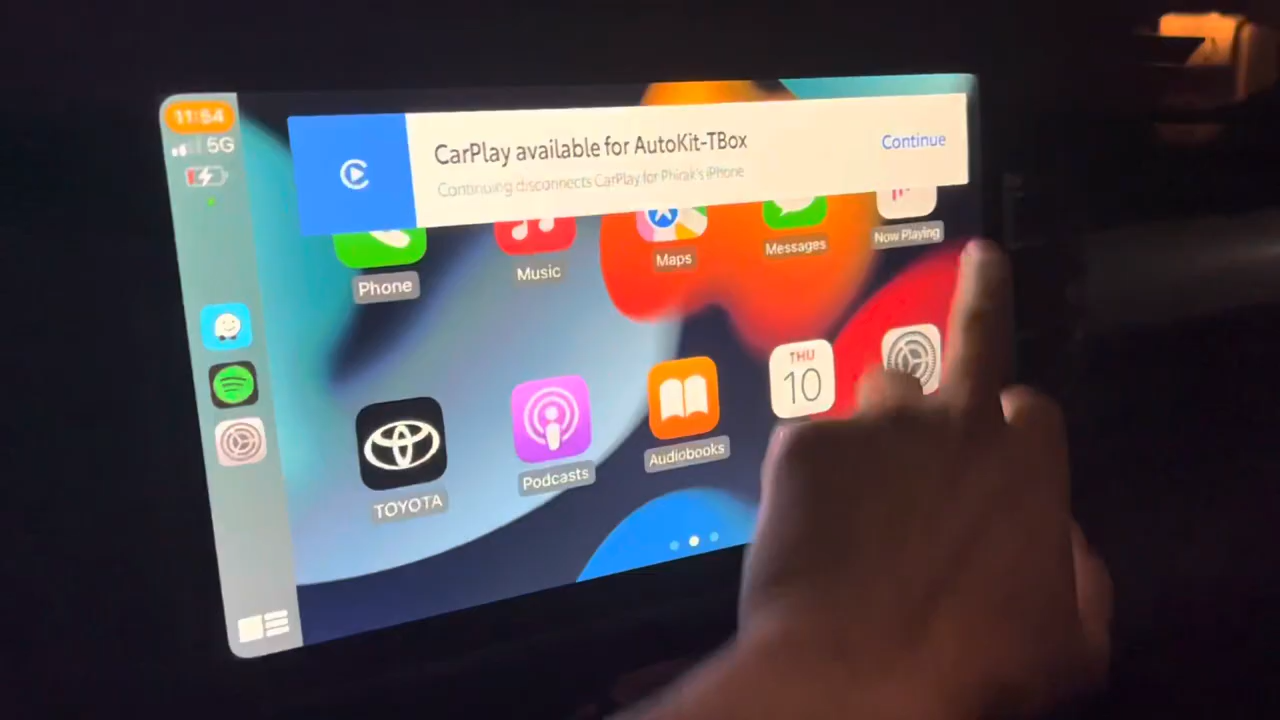 11:54
5G
CarPlay available for AutoKit-TBox
Continuing disconnects CarPlay for Phirak's iPhone
Continue
Phone
Music
Maps
Messages
Now Playing
TOYOTA
Podcasts
Audiobooks
THU
10